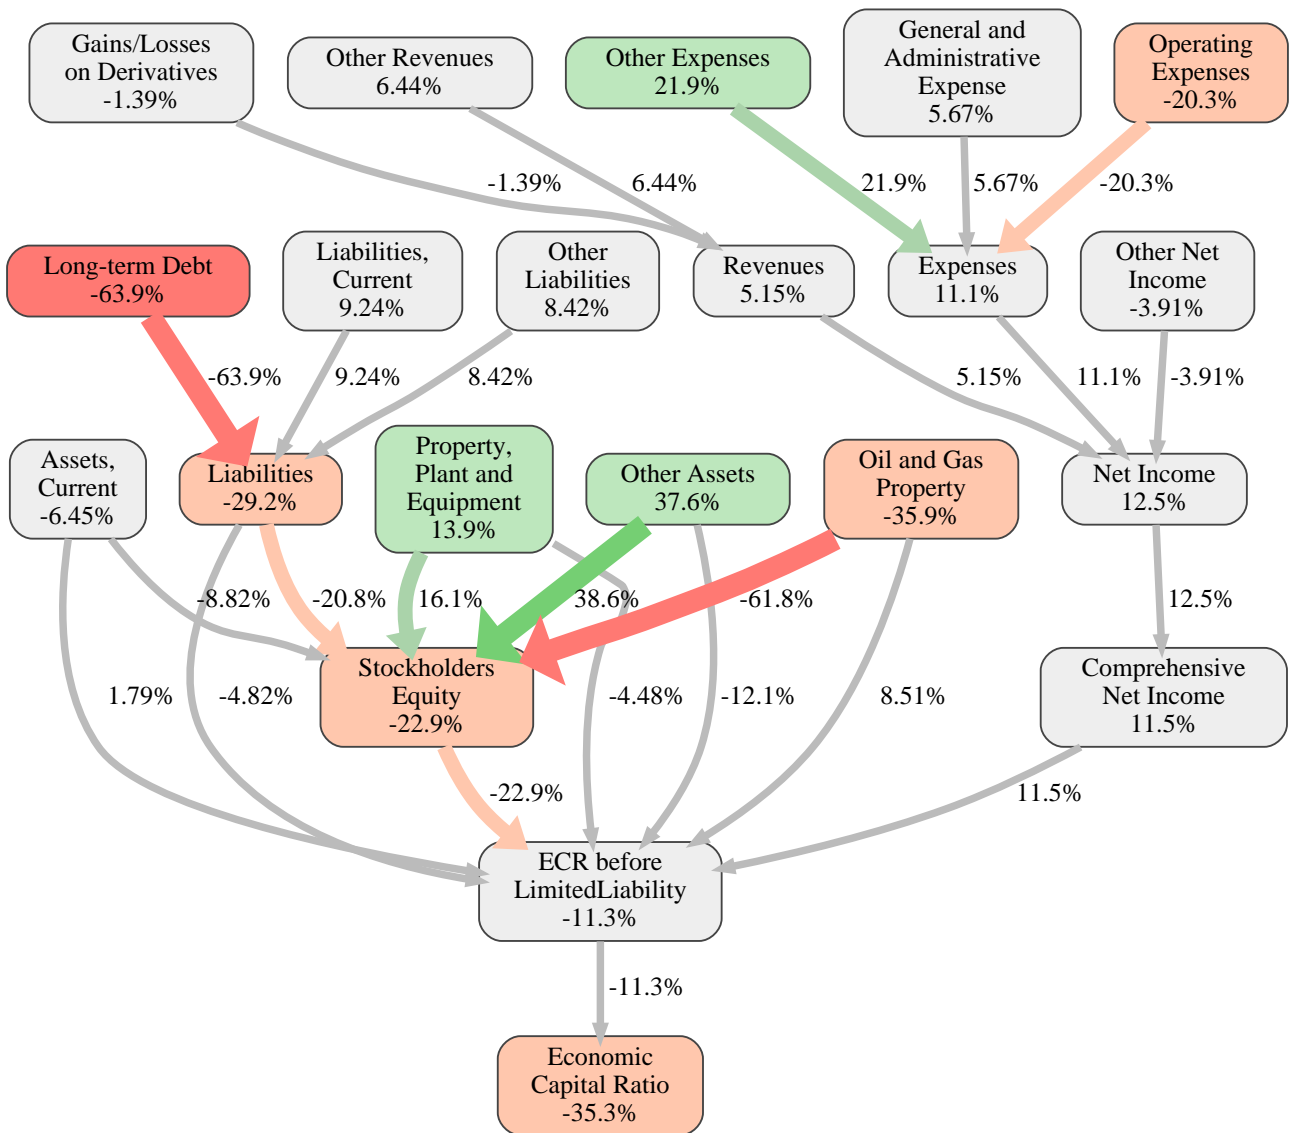 Gains/Losses
on Derivatives
-1.39%
Other Revenues
6.44%
Other Expenses
21.9%
General and
Administrative
Expense
5.67%
Operating
Expenses
-20.3%
-1.39%
6.44%
21.9%
5.67%
-20.3%
Long-term Debt
-63.9%
Liabilities,
Current
9.24%
Other
Liabilities
8.42%
Revenues
5.15%
Expenses
11.1%
Other Net
Income
-3.91%
-63.9%
9.24%
8.42%
5.15%
11.1%
-3.91%
Assets,
Current
-6.45%
Liabilities
-29.2%
Property,
Plant and
Equipment
13.9%
Other Assets
37.6%
Oil and Gas
Property
-35.9%
Net Income
12.5%
-8.82%
-20.8%
16.1%
38.6%
-61.8%
12.5%
Stockholders
Equity
-22.9%
Comprehensive
Net Income
11.5%
1.79%
-4.82%
-4.48%
-12.1%
8.51%
-22.9%
11.5%
ECR before
LimitedLiability
-11.3%
-11.3%
Economic
Capital Ratio
-35.3%